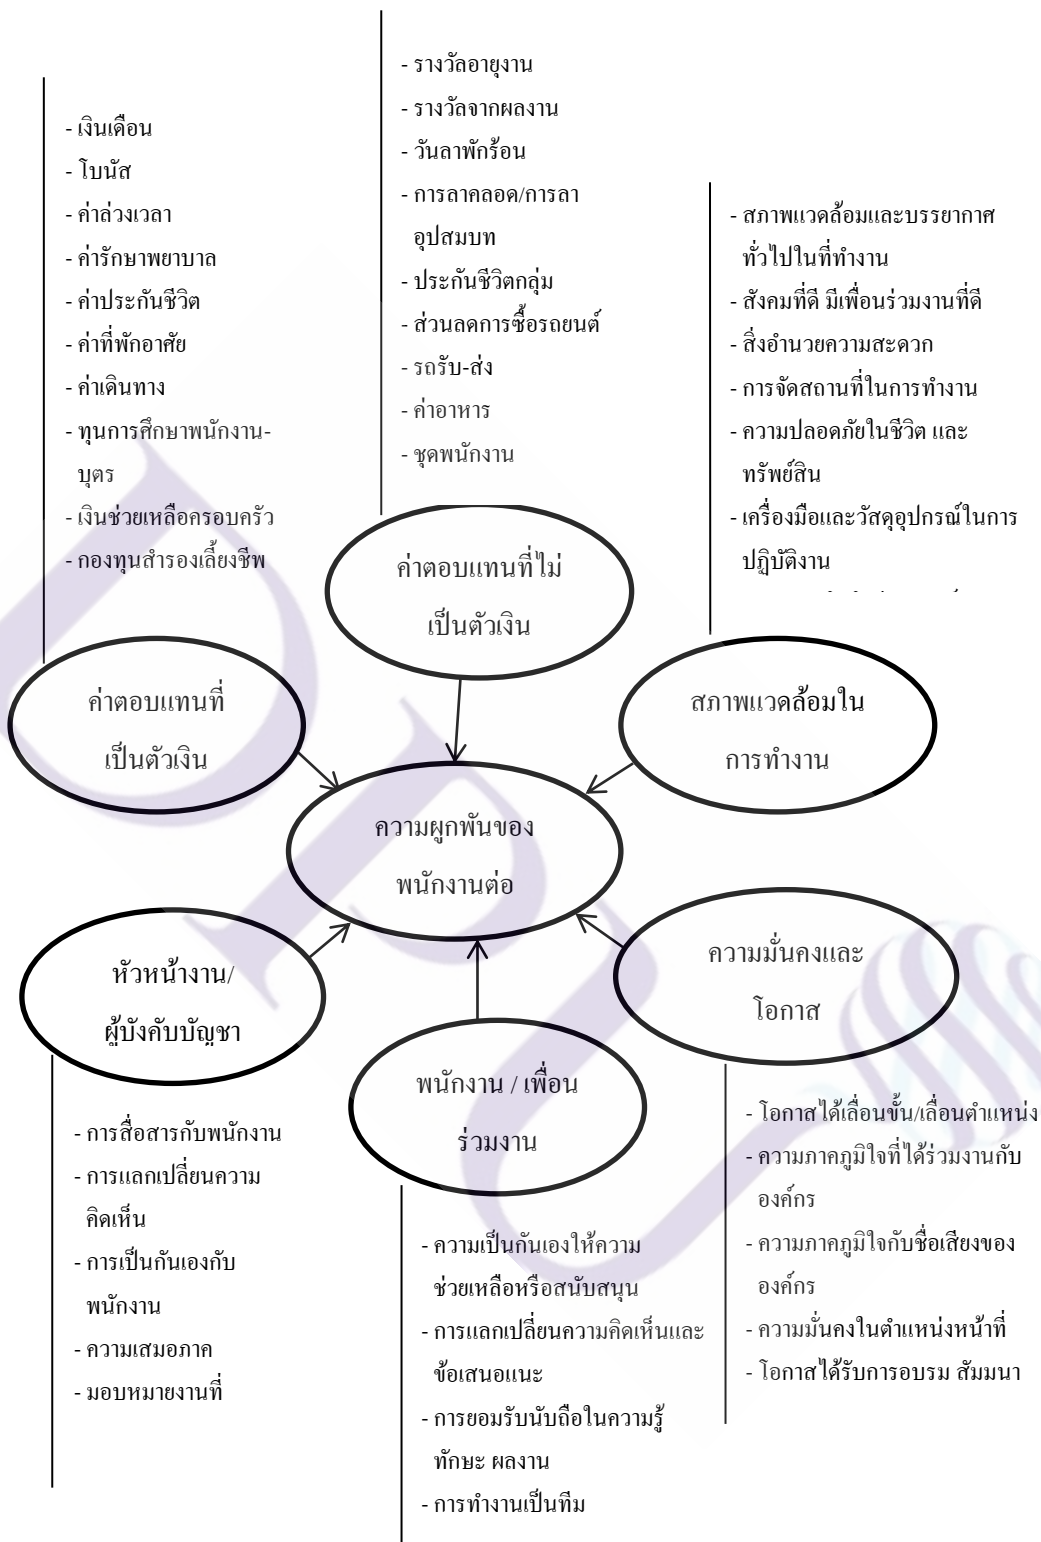 - รางวัลอายุงาน
- รางวัลจากผลงาน
- วันลาพักร้อน
- การลาคลอด/การลา
อุปสมบท
- ประกันชีวิตกลุ่ม
- ส่วนลดการซื้อรถยนต์
- รถรับ-ส่ง
- ค่าอาหาร
- ชุดพนักงาน
- เงินเดือน
- โบนัส
- ค่าล่วงเวลา
- ค่ารักษาพยาบาล
- ค่าประกันชีวิต
- ค่าที่พักอาศัย
- ค่าเดินทาง
- ทุนการศึกษาพนักงาน-
บุตร
- เงินช่วยเหลือครอบครัว
- กองทุนสำรองเลี้ยงชีพ
- สภาพแวดล้อมและบรรยากาศ
ทั่วไปในที่ทำงาน
- สังคมที่ดี มีเพื่อนร่วมงานที่ดี
- สิ่งอำนวยความสะดวก
- การจัดสถานที่ในการทำงาน
- ความปลอดภัยในชีวิต และ
ทรัพย์สิน
- เครื่องมือและวัสดุอุปกรณ์ในการ
ปฏิบัติงาน
ค่าตอบแทนที่ไม่
เป็นตัวเงิน
ค่าตอบแทนที่
เป็นตัวเงิน
สภาพแวดล้อมใน
การทำงาน
ความผูกพันของ
พนักงานต่อ
หัวหน้างาน/
ผู้บังคับบัญชา
ความมั่นคงและ
โอกาส
พนักงาน / เพื่อน
ร่วมงาน
- การสื่อสารกับพนักงาน
- การแลกเปลี่ยนความ
คิดเห็น
- การเป็นกันเองกับ
พนักงาน
- ความเสมอภาค
- มอบหมายงานที่
- ความเป็นกันเองให้ความ
ช่วยเหลือหรือสนับสนุน
- การแลกเปลี่ยนความคิดเห็นและ
ข้อเสนอแนะ
- การยอมรับนับถือในความรู้
ทักษะ ผลงาน
- การทำงานเป็นทีม
- โอกาสได้เลื่อนขั้น/เลื่อนตำแหน่ง
- ความภาคภูมิใจที่ได้ร่วมงานกับ
องค์กร
- ความภาคภูมิใจกับชื่อเสียงของ
องค์กร
- ความมั่นคงในตำแหน่งหน้าที่
- โอกาสได้รับการอบรม สัมมนา